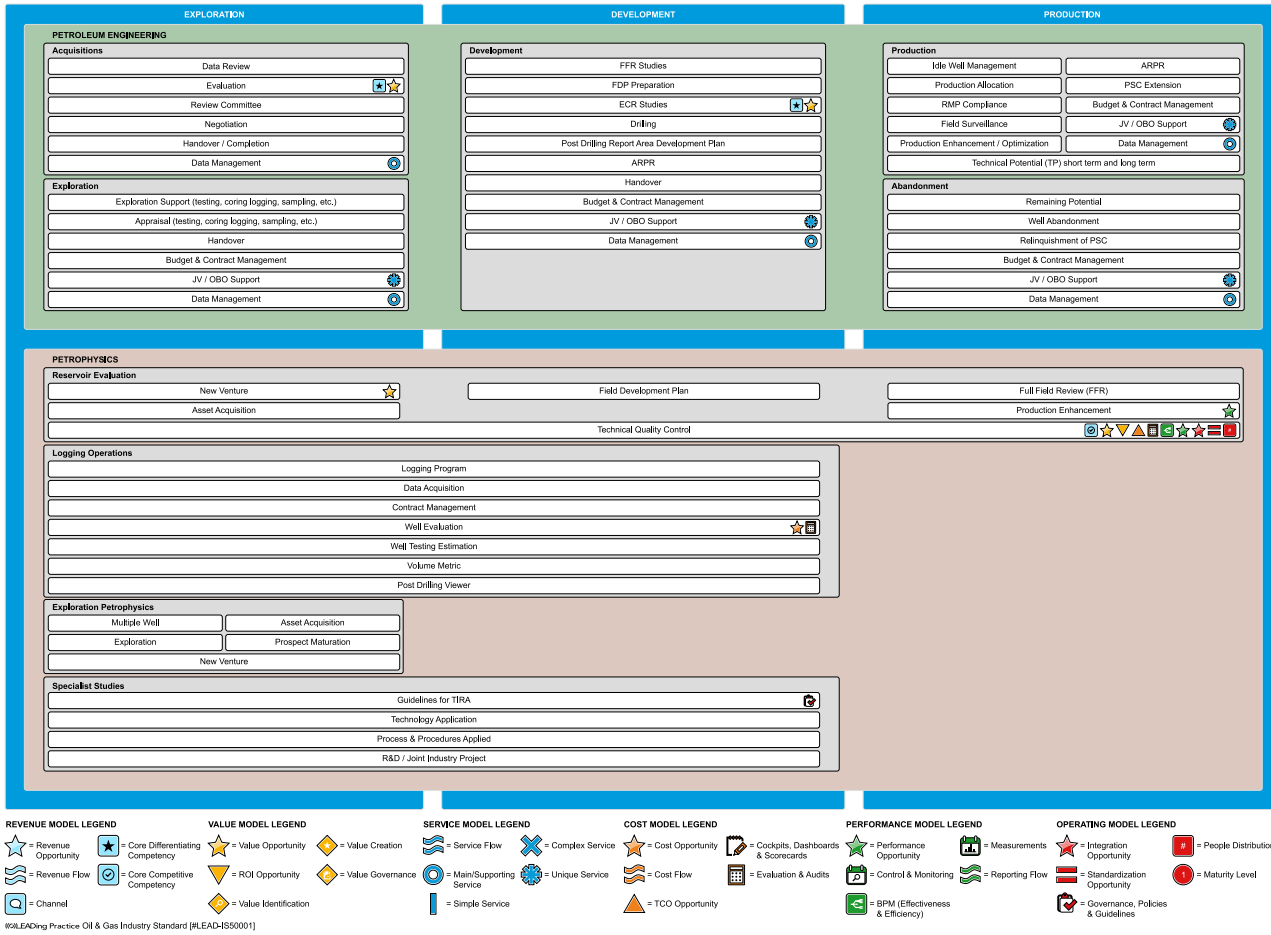 EXPLORATION
DEVELOPMENT
PRODUCTION
PETROLEUM ENGINEERING
Acquisitions
Data Review
Evaluation
Review Committee
Negotiation
Handover / Completion
Data Management
Exploration
Exploration Support (testing, coring logging, sampling, etc.)
Appraisal (testing, coring logging, sampling, etc.)
Handover
Budget & Contract Management
JV / OBO Support
Data Management
Development
FFR Studies
FDP Preparation
ECR Studies
Drilling
Post Drilling Report Area Development Plan
ARPR
Handover
Budget & Contract Management
JV / OBO Support
Data Management
Production
Idle Well Management
ARPR
Production Allocation
PSC Extension
RMP Compliance
Budget & Contract Management
Field Surveillance
JV / OBO Support
Production Enhancement / Optimization
Data Management
Technical Potential (TP) short term and long term
Abandonment
Remaining Potential
Well Abandonment
Relinquishment of PSC
Budget & Contract Management
JV / OBO Support
Data Management
PETROPHYSICS
Reservoir Evaluation
New Venture
Field Development Plan
Full Field Review (FFR)
Asset Acquisition
Production Enhancement
Technical Quality Control
#
Logging Operations
Logging Program
Data Acquisition
Contract Management
Well Evaluation
Well Testing Estimation
Volume Metric
Post Drilling Viewer
Exploration Petrophysics
Multiple Well
Asset Acquisition
Exploration
Prospect Maturation
New Venture
Specialist Studies
Guidelines for TIRA
Technology Application
Process & Procedures Applied
R&D / Joint Industry Project
REVENUE MODEL LEGEND
= Revenue
Opportunity
= Core Differentiating
Competency
= Revenue Flow
= Core Competitive
Competency
= Channel
VALUE MODEL LEGEND
= Value Opportunity
= Value Creation
= ROI Opportunity
= Value Governance
= Value Identification
SERVICE MODEL LEGEND
= Service Flow
= Complex Service
= Main/Supporting
Service
= Unique Service
= Simple Service
COST MODEL LEGEND
= Cost Opportunity
= Cockpits, Dashboards
& Scorecards
= Cost Flow
= Evaluation & Audits
= TCO Opportunity
PERFORMANCE MODEL LEGEND
= Performance
Opportunity
= Measurements
= Control & Monitoring
= Reporting Flow
= BPM (Effectiveness
& Efficiency)
OPERATING MODEL LEGEND
= Integration
Opportunity
# = People Distributio
= Standardization
Opportunity
1 = Maturity Level
= Governance, Policies
& Guidelines
LEADing Practice Oil & Gas Industry Standard [#LEAD-IS50001]